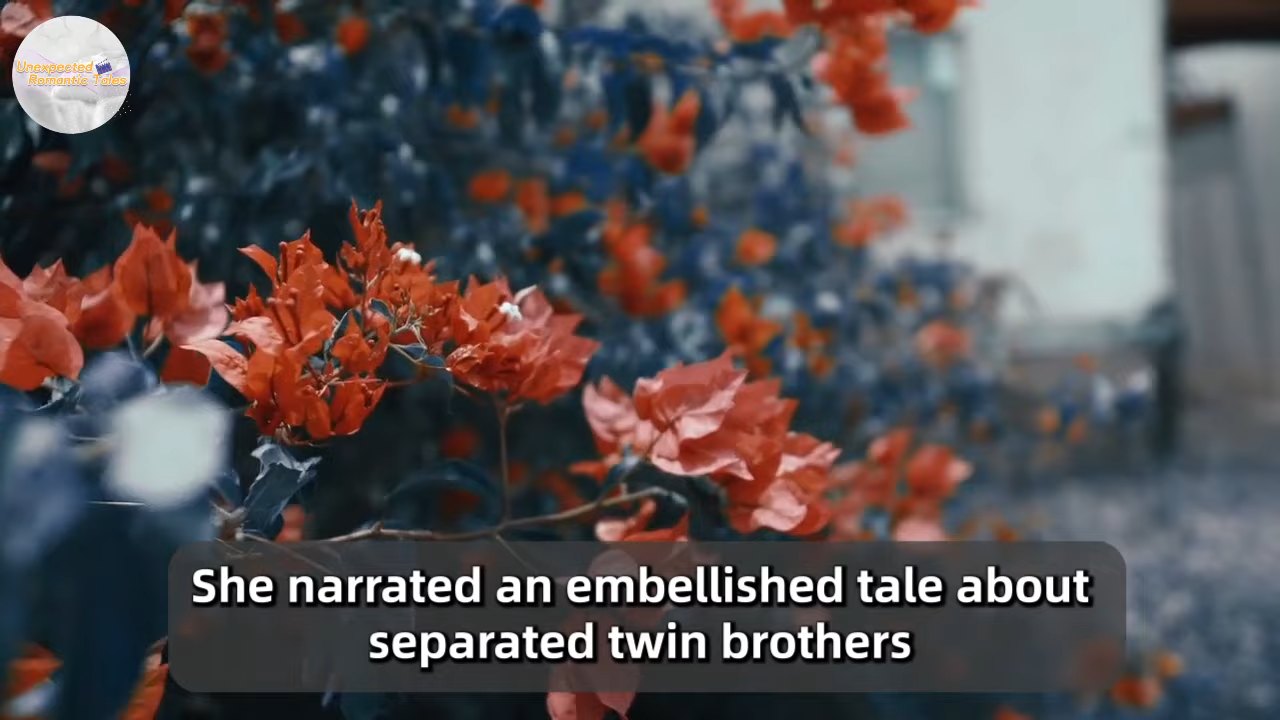 Unexpected
Romantic Tales
She narrated an embellished tale about
separated twin brothers